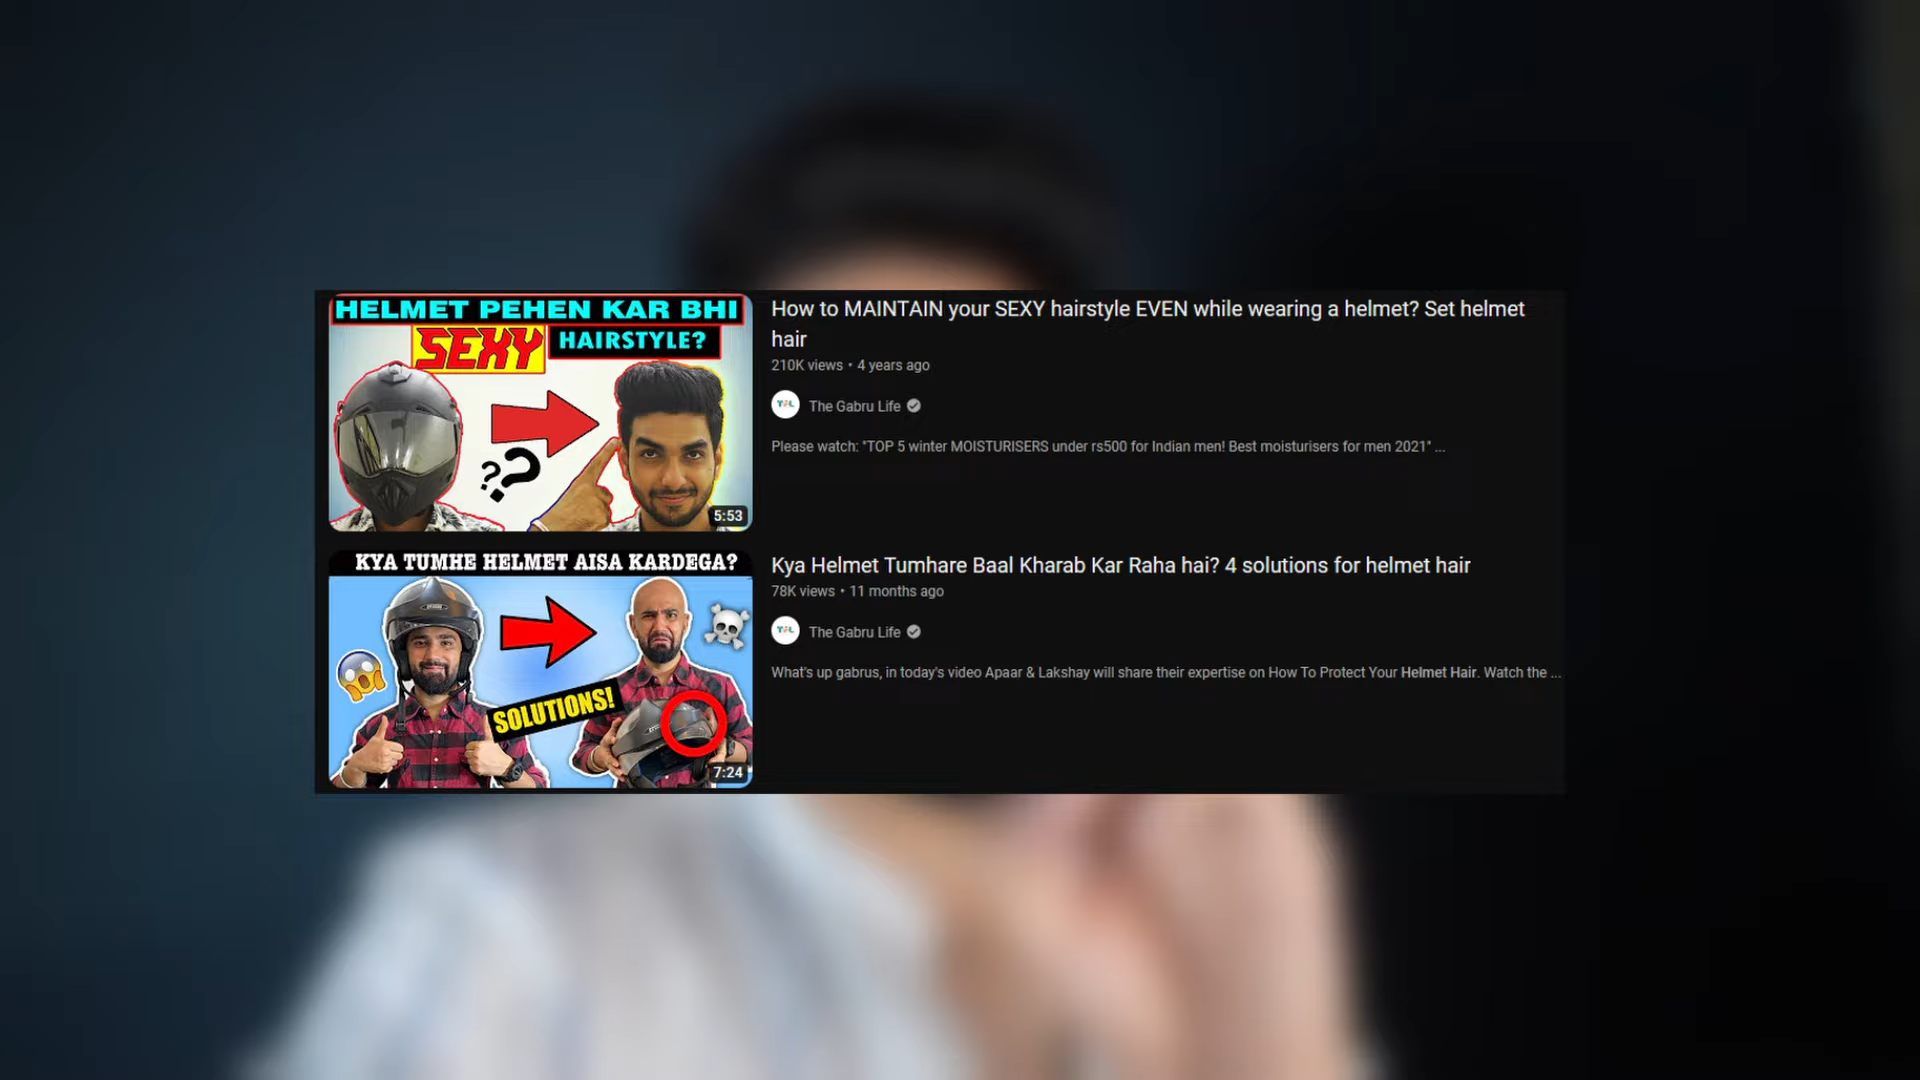 HELMET PEHEN KAR BHI
SEXY HAIRSTYLE?
??
5:53
How to MAINTAIN your SEXY hairstyle EVEN while wearing a helmet? Set helmet
hair
210K views • 4 years ago
TGL The Gabru Life
Please watch: "TOP 5 winter MOISTURISERS under rs500 for Indian men! Best moisturisers for men 2021" ...
KYA TUMHE HELMET AISA KARDEGA?
SOLUTIONS!
7:24
Kya Helmet Tumhare Baal Kharab Kar Raha hai? 4 solutions for helmet hair
78K views • 11 months ago
TGL The Gabru Life
What's up gabrus, in today's video Apaar & Lakshay will share their expertise on How To Protect Your Helmet Hair. Watch the ...